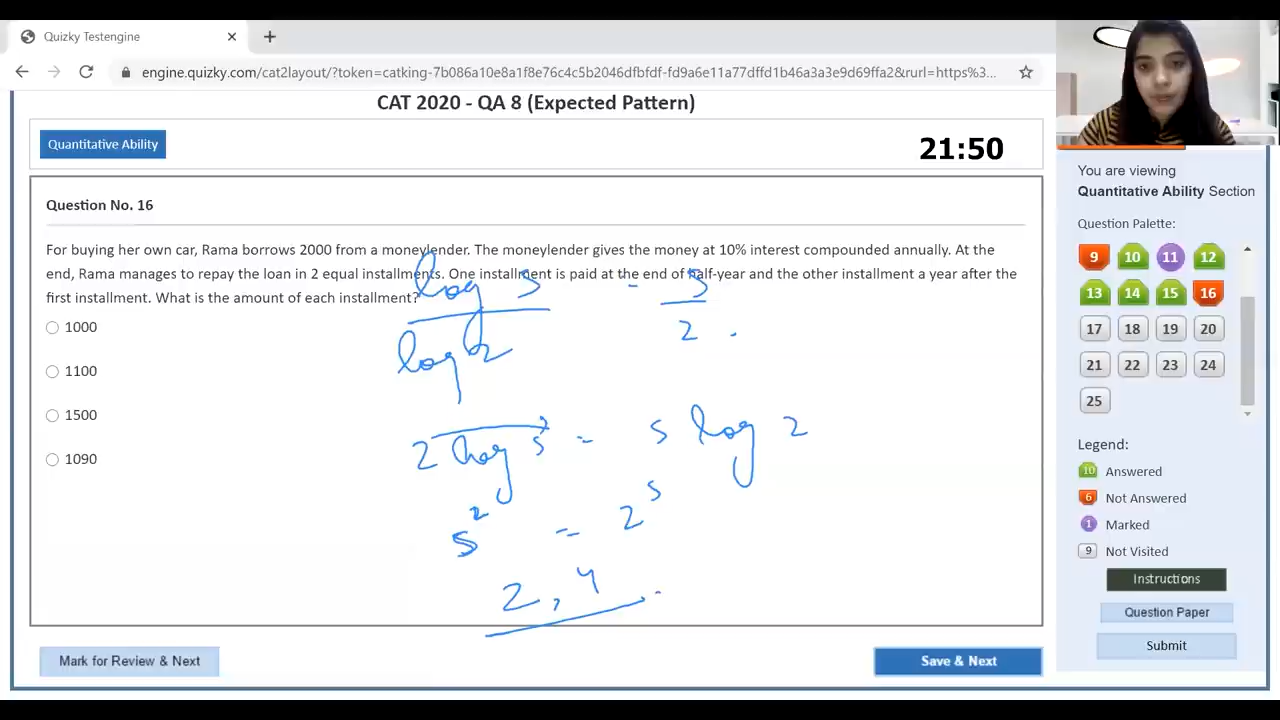 Quizky Testengine
engine.quizky.com/cat2layout/?token=catking-7b086a10e8a1f8e76c4c5b2046dfbfdf-fd9a6e11a77dffd1b46a3a3e9d69ffa2&rurl=https%3...
CAT 2020 - QA 8 (Expected Pattern)
Quantitative Ability
21:50
Question No. 16
For buying her own car, Rama borrows 2000 from a moneylender. The moneylender gives the money at 10% interest compounded annually. At the
end, Rama manages to repay the loan in 2 equal installments. One installment is paid at the end of half-year and the other installment a year after the
first installment. What is the amount of each installment?
1000
1100
1500
1090
log s = s
log 2 2 .
2 log s = s log 2
s² = 2ˢ
2, 4
Mark for Review & Next
Save & Next
You are viewing
Quantitative Ability Section
Question Palette:
9 10 11 12
13 14 15 16
17 18 19 20
21 22 23 24
25
Legend:
10 Answered
6 Not Answered
1 Marked
9 Not Visited
Instructions
Question Paper
Submit